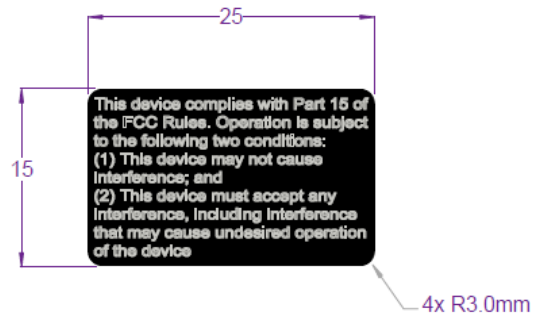 25
15
This device complies with Part 15 of
the FCC Rules. Operation is subject
to the following two conditions:
(1) This device may not cause
interference; and
(2) This device must accept any
interference, including interference
that may cause undesired operation
of the device
4x R3.0mm